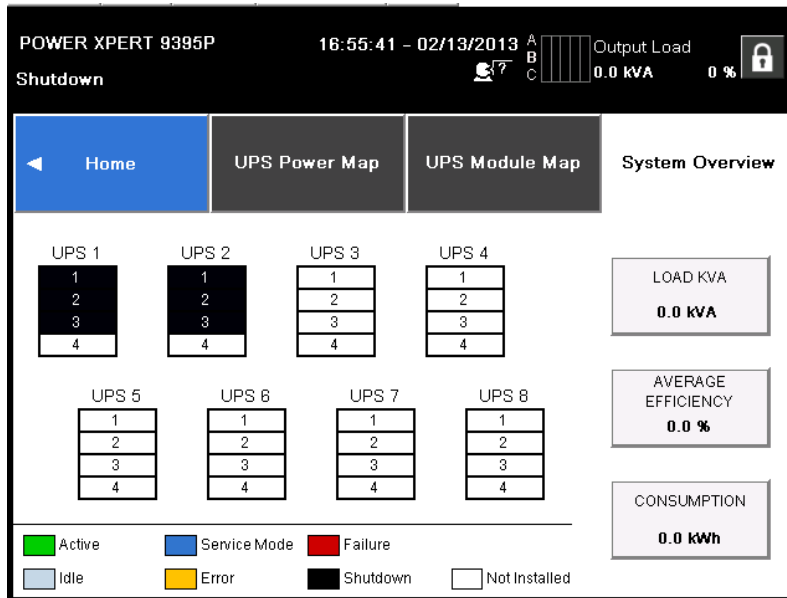 POWER XPERT 9395P
16:55:41 - 02/13/2013
A
B
C
Output Load
0.0 kVA 0 %
Shutdown
?
Home
UPS Power Map
UPS Module Map
System Overview
UPS 1
1
2
3
4
UPS 2
1
2
3
4
UPS 3
1
2
3
4
UPS 4
1
2
3
4
UPS 5
1
2
3
4
UPS 6
1
2
3
4
UPS 7
1
2
3
4
UPS 8
1
2
3
4
LOAD KVA
0.0 kVA
AVERAGE
EFFICIENCY
0.0 %
CONSUMPTION
0.0 kWh
Active
Service Mode
Failure
Idle
Error
Shutdown
Not Installed